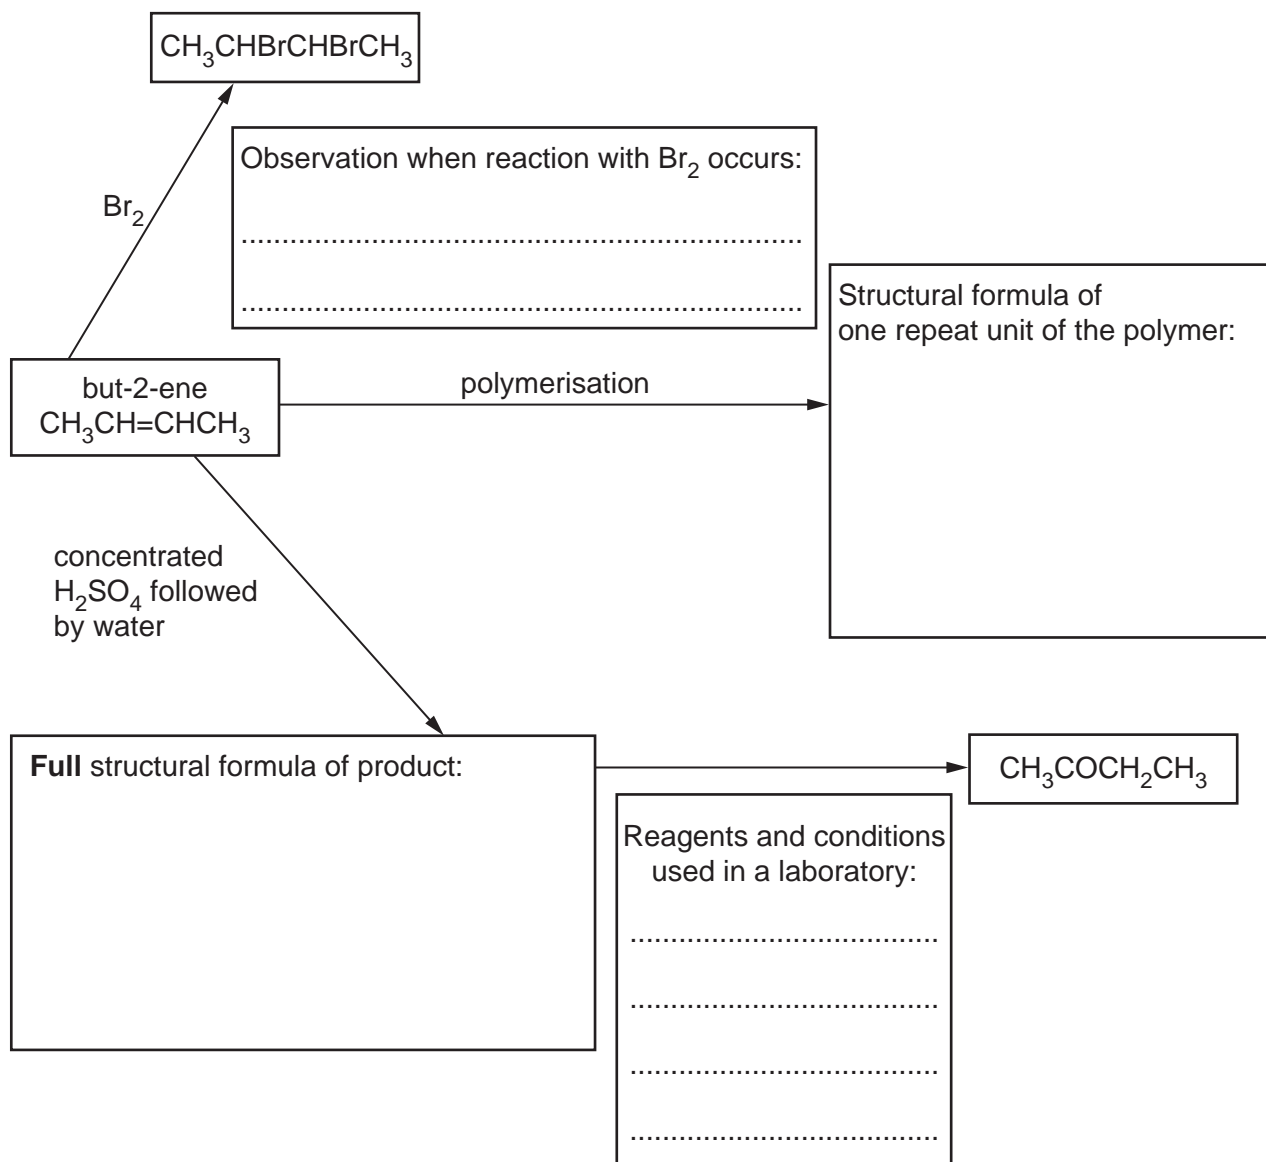 CH₃CHBrCHBrCH₃
Br₂
Observation when reaction with Br₂ occurs:
......................................................................
......................................................................
Structural formula of
one repeat unit of the polymer:
but-2-ene
CH₃CH=CHCH₃
polymerisation
concentrated
H₂SO₄ followed
by water
Full structural formula of product:
CH₃COCH₂CH₃
Reagents and conditions
used in a laboratory:
......................................
......................................
......................................
......................................